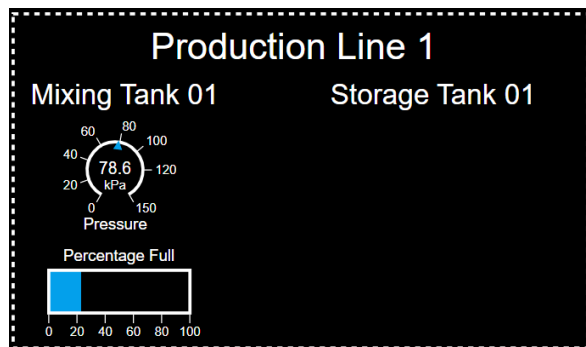 Production Line 1
Mixing Tank 01 Storage Tank 01
60 80
40 100
78.6 120
20 kPa
0 150
Pressure
Percentage Full
0 20 40 60 80 100